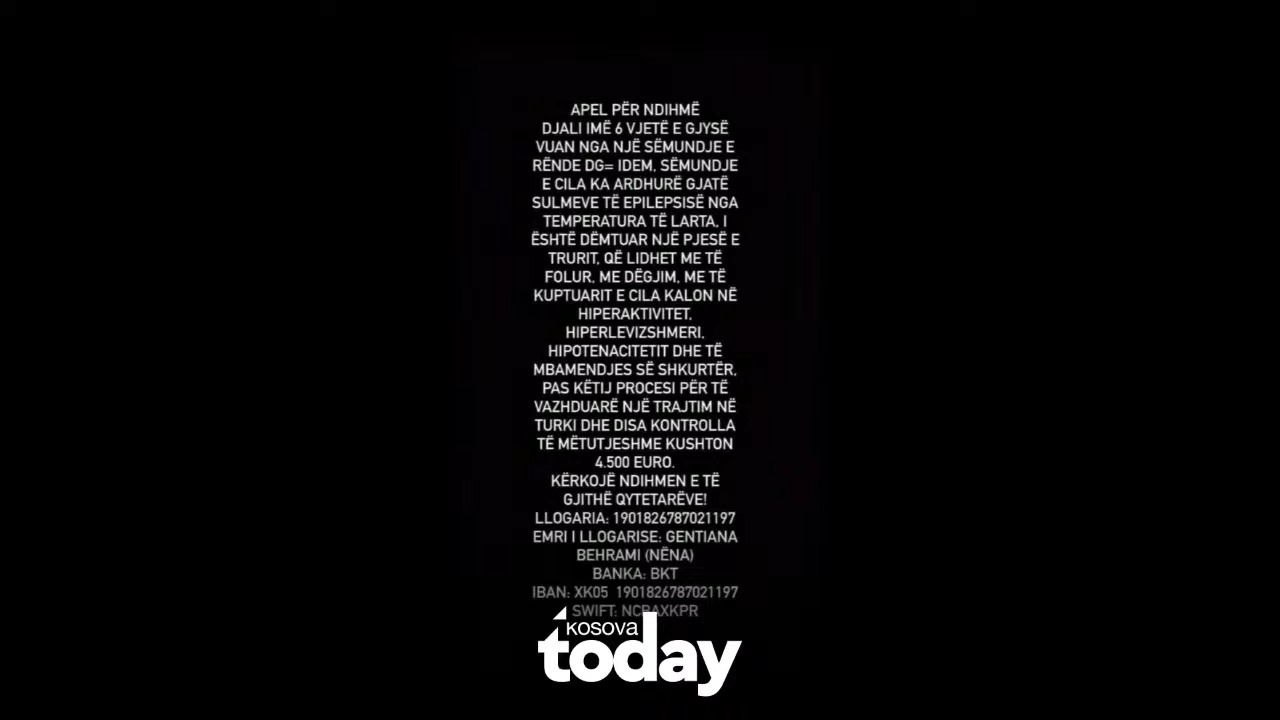 APEL PËR NDIHMË
DJALI IMË 6 VJETË E GJYSË
VUAN NGA NJË SËMUNDJE E
RËNDE DG= IDEM, SËMUNDJE
E CILA KA ARDHURË GJATË
SULMEVE TË EPILEPSISË NGA
TEMPERATURA TË LARTA, I
ËSHTË DËMTUAR NJË PJESË E
TRURIT, QË LIDHET ME TË
FOLUR, ME DËGJIM, ME TË
KUPTUARIT E CILA KALON NË
HIPERAKTIVITET,
HIPERLEVIZSHMERI,
HIPOTENACITETIT DHE TË
MBAMENDJES SË SHKURTËR,
PAS KËTIJ PROCESI PËR TË
VAZHDUARË NJË TRAJTIM NË
TURKI DHE DISA KONTROLLA
TË MËTUTJESHME KUSHTON
4.500 EURO.
KËRKOJË NDIHMEN E TË
GJITHË QYTETARËVE!
LLOGARIA: 1901826787021197
EMRI I LLOGARISE: GENTIANA
BEHRAMI (NËNA)
BANKA: BKT
IBAN: XK05 1901826787021197
SWIFT: NCBAXKPR
kosova
today